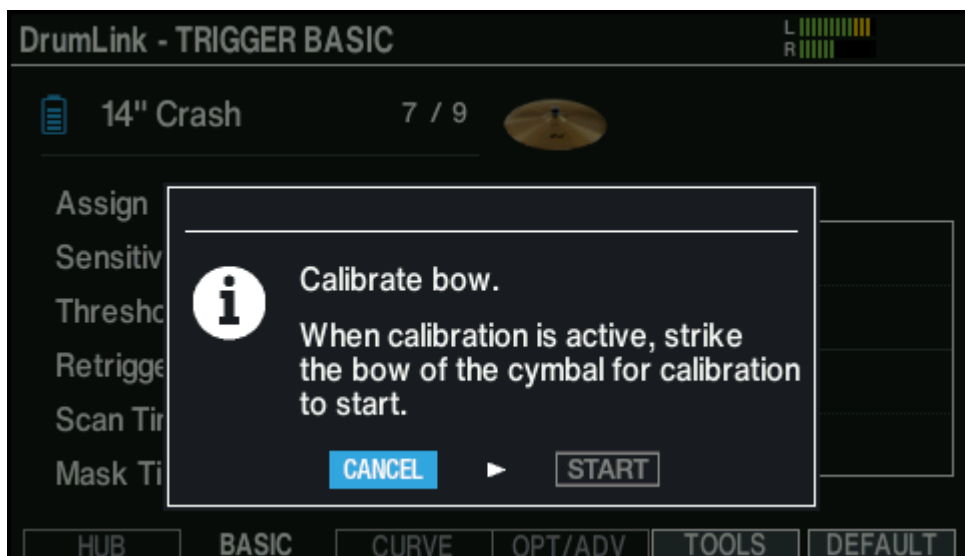 DrumLink - TRIGGER BASIC
L
R
14" Crash 7 / 9
Assign
Sensitiv
Thresho
Retrigge
Scan Tir
Mask Ti
Calibrate bow.
When calibration is active, strike
the bow of the cymbal for calibration
to start.
CANCEL START
HUB BASIC CURVE OPT/ADV TOOLS DEFAULT